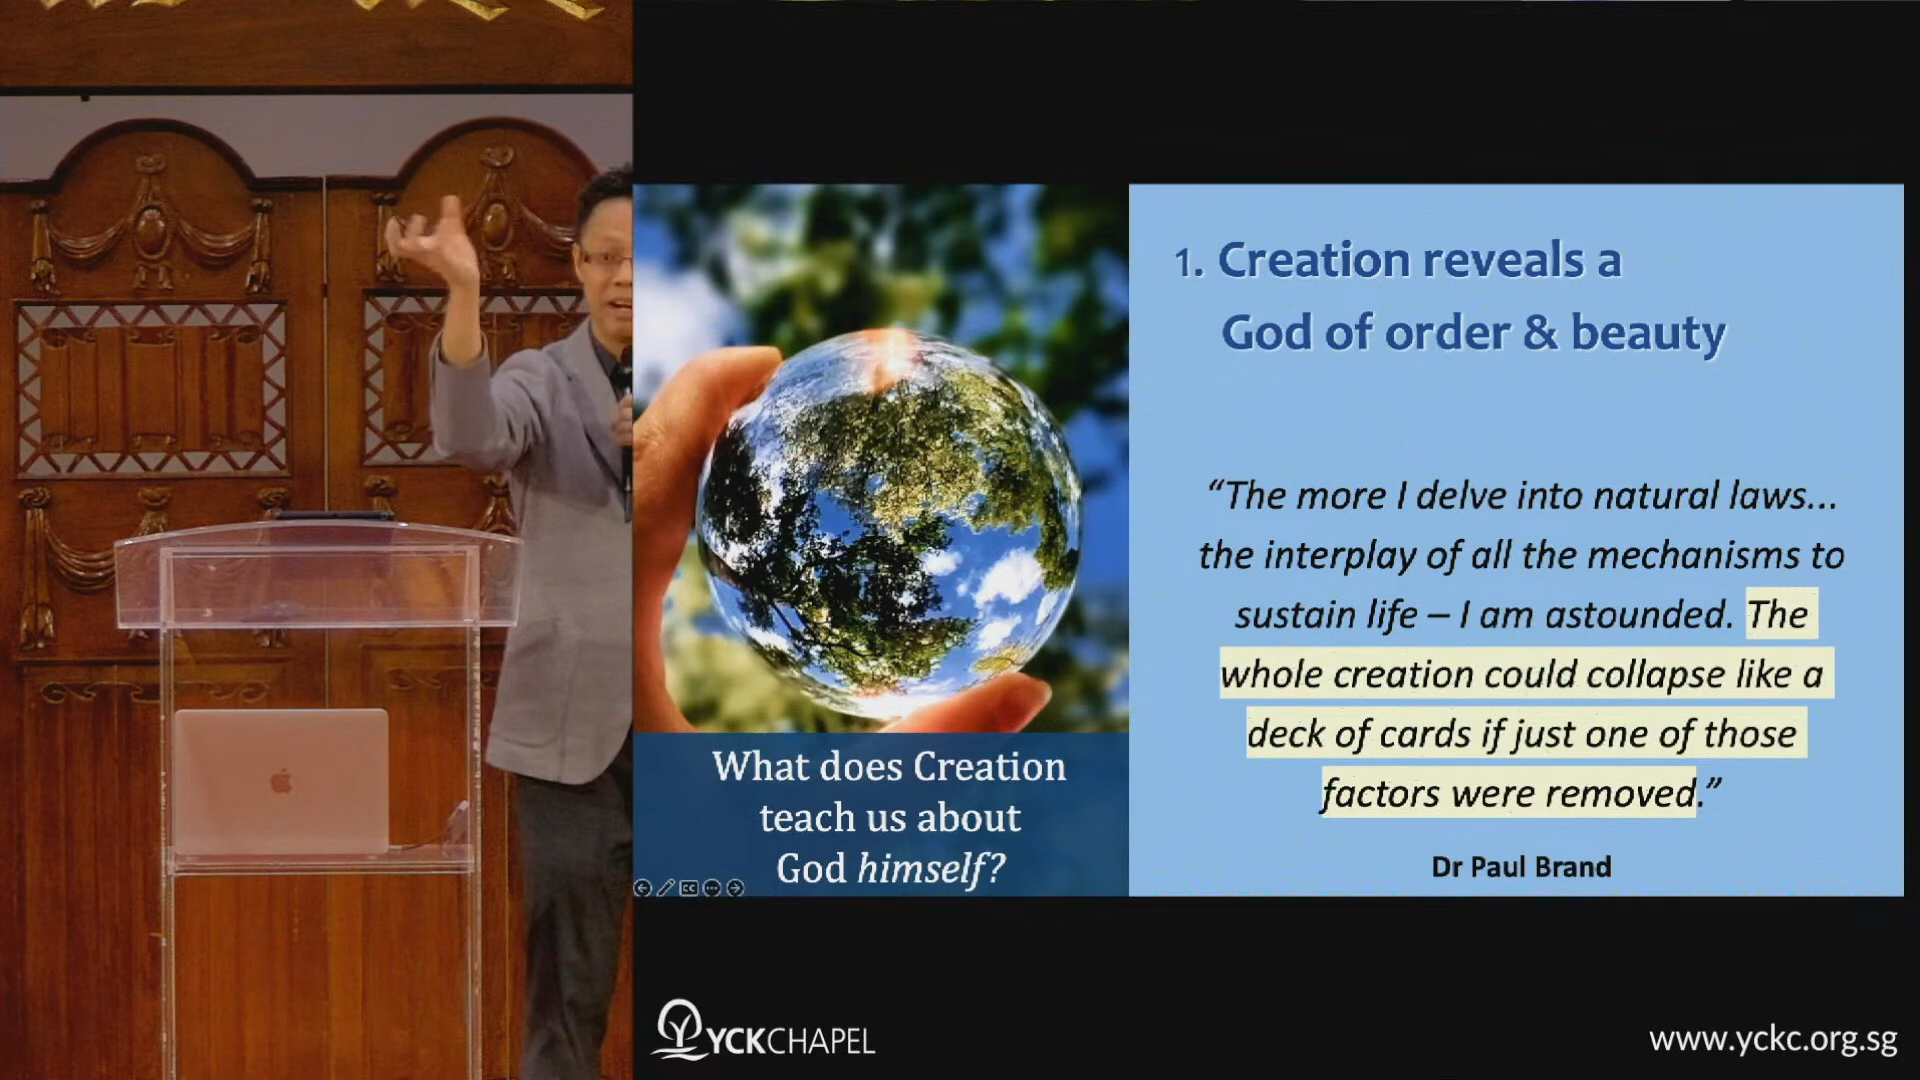 1. Creation reveals a
God of order & beauty
“The more I delve into natural laws…
the interplay of all the mechanisms to
sustain life – I am astounded. The
whole creation could collapse like a
deck of cards if just one of those
factors were removed.”
Dr Paul Brand
What does Creation
teach us about
God himself?
CC
YCKCHAPEL
www.yckc.org.sg